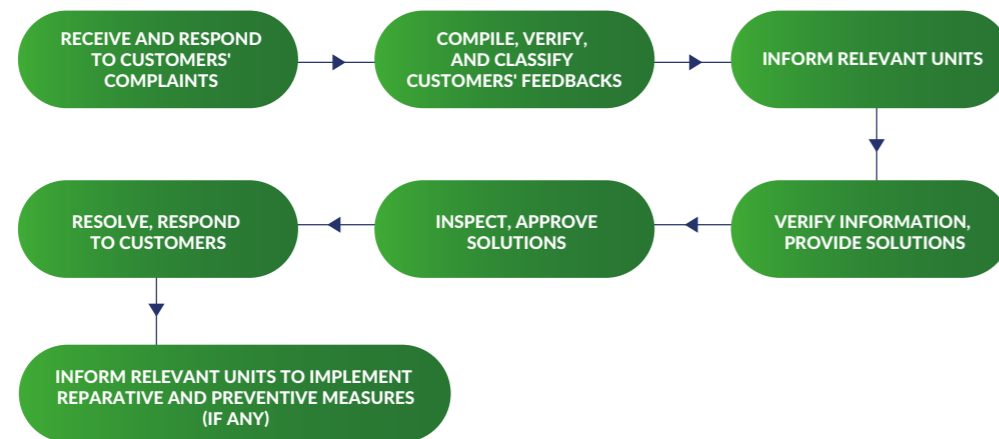 RECEIVE AND RESPOND
TO CUSTOMERS'
COMPLAINTS
COMPILE, VERIFY,
AND CLASSIFY
CUSTOMERS' FEEDBACKS
INFORM RELEVANT UNITS
VERIFY INFORMATION,
PROVIDE SOLUTIONS
INSPECT, APPROVE
SOLUTIONS
RESOLVE, RESPOND
TO CUSTOMERS
INFORM RELEVANT UNITS TO IMPLEMENT
REPARATIVE AND PREVENTIVE MEASURES
(IF ANY)